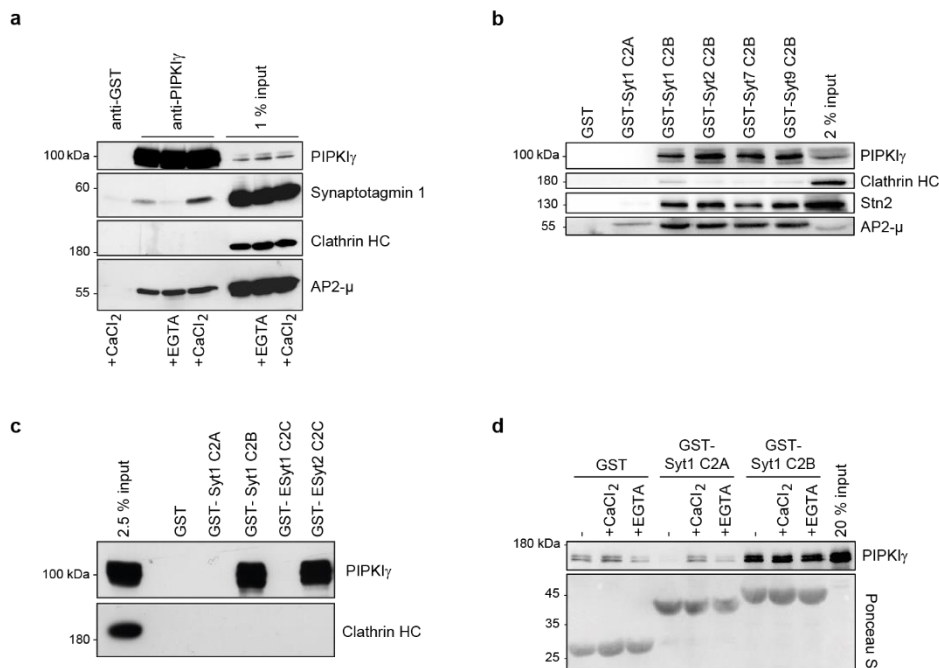 a
anti-GST
anti-PIPKIγ
1 % input
100 kDa
PIPKIγ
60
Synaptotagmin 1
Clathrin HC
180
55
AP2-μ
+CaCl₂
+EGTA
+CaCl₂
+EGTA
+CaCl₂
b
GST
GST-Syt1 C2A
GST-Syt1 C2B
GST-Syt2 C2B
GST-Syt7 C2B
GST-Syt9 C2B
2 % input
100 kDa
PIPKIγ
180
Clathrin HC
130
Stn2
55
AP2-μ
c
2.5 % input
GST
GST- Syt1 C2A
GST- Syt1 C2B
GST- ESyt1 C2C
GST- ESyt2 C2C
100 kDa
PIPKIγ
180
Clathrin HC
d
GST
GST-
Syt1 C2A
GST-
Syt1 C2B
-
+CaCl₂
+EGTA
-
+CaCl₂
+EGTA
-
+CaCl₂
+EGTA
20 % input
180 kDa
PIPKIγ
45
35
25
Ponceau S